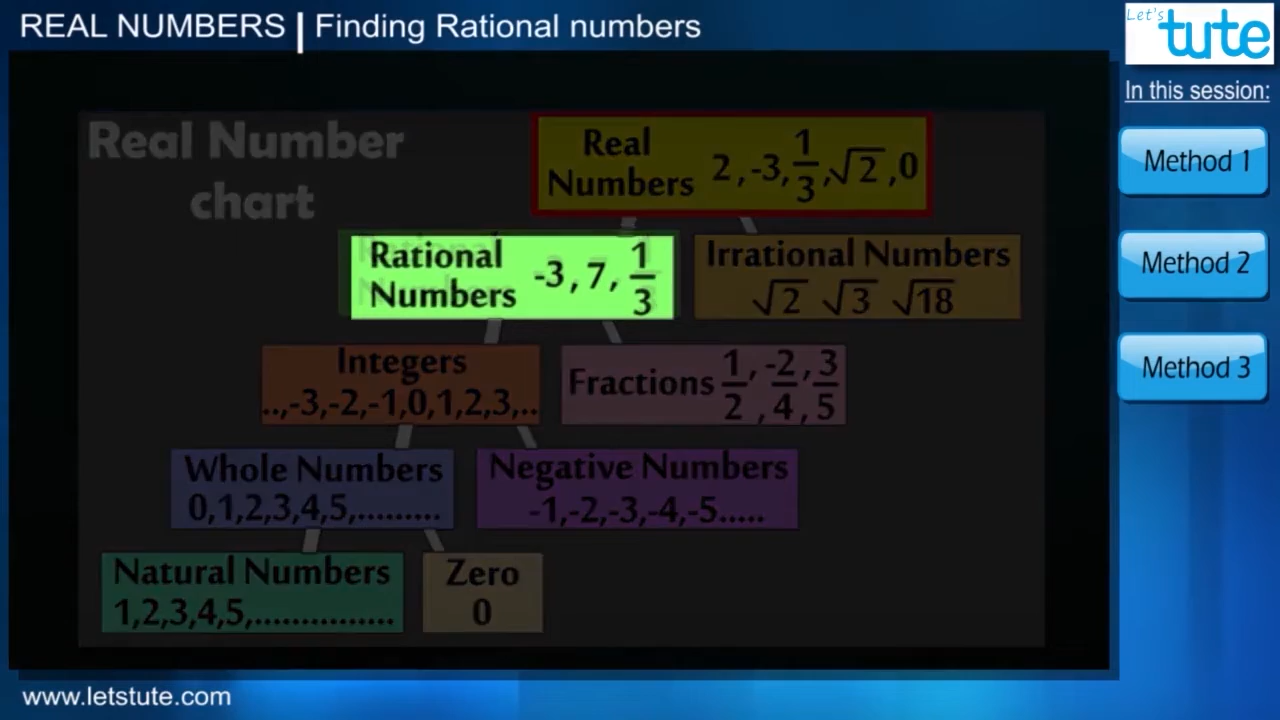 REAL NUMBERS | Finding Rational numbers
Let's
tute
In this session:
Method 1
Method 2
Method 3
Real Number
chart
Real
Numbers 2 , -3, 1/3 ,√2 ,0
Rational
Numbers -3 , 7 , 1/3
Irrational Numbers
√2 √3 √18
Integers
..,-3,-2,-1,0,1,2,3,..
Fractions 1/2 , -2/4 , 3/5
Whole Numbers
0,1,2,3,4,5,.........
Negative Numbers
-1,-2,-3,-4,-5.....
Natural Numbers
1,2,3,4,5,...............
Zero
0
www.letstute.com